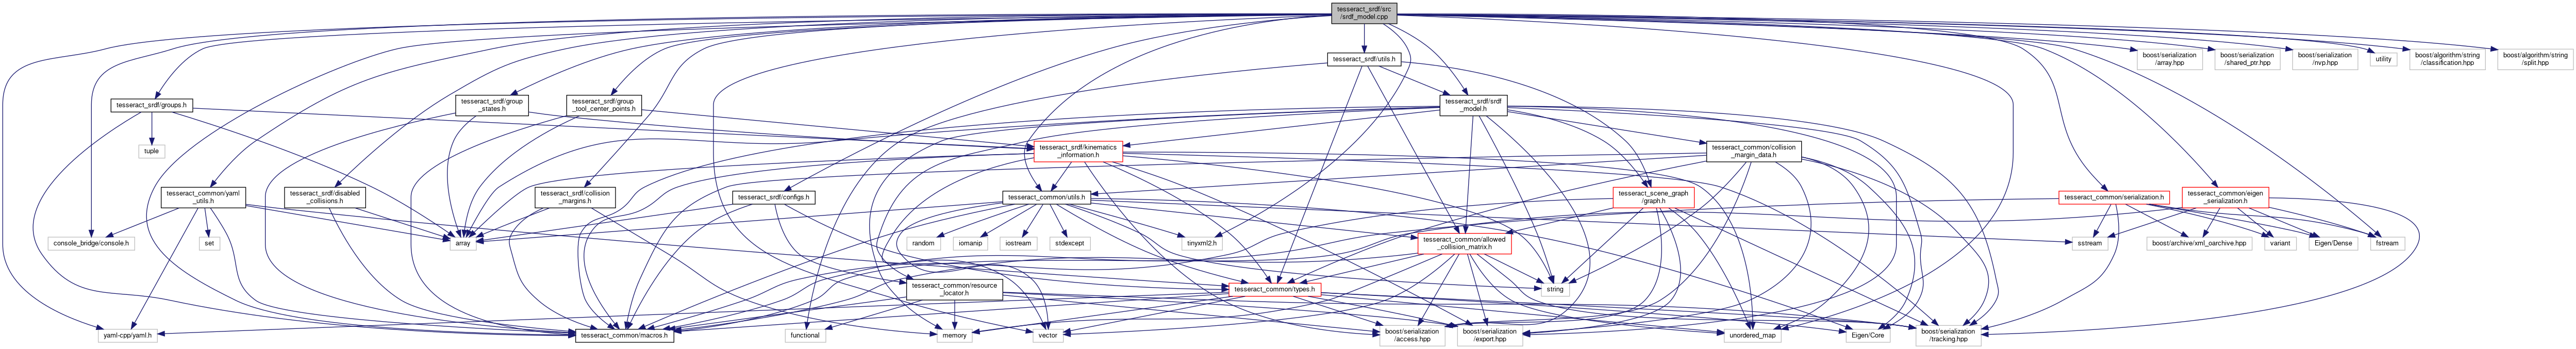 tesseract_srdf/src
/srdf_model.cpp
tesseract_srdf/utils.h
boost/serialization
/array.hpp
boost/serialization
/shared_ptr.hpp
boost/serialization
/nvp.hpp
utility
boost/algorithm/string
/classification.hpp
boost/algorithm/string
/split.hpp
tesseract_srdf/groups.h
tesseract_srdf/group
_states.h
tesseract_srdf/group
_tool_center_points.h
tesseract_srdf/srdf
_model.h
tuple
tesseract_srdf/kinematics
_information.h
tesseract_common/collision
_margin_data.h
tesseract_common/yaml
_utils.h
tesseract_srdf/disabled
_collisions.h
tesseract_srdf/collision
_margins.h
tesseract_srdf/configs.h
tesseract_common/utils.h
tesseract_scene_graph
/graph.h
tesseract_common/serialization.h
tesseract_common/eigen
_serialization.h
console_bridge/console.h
set
array
random
iomanip
iostream
stdexcept
tinyxml2.h
tesseract_common/allowed
_collision_matrix.h
sstream
boost/archive/xml_oarchive.hpp
variant
Eigen/Dense
fstream
tesseract_common/resource
_locator.h
tesseract_common/types.h
string
yaml-cpp/yaml.h
tesseract_common/macros.h
functional
memory
vector
boost/serialization
/access.hpp
boost/serialization
/export.hpp
unordered_map
Eigen/Core
boost/serialization
/tracking.hpp